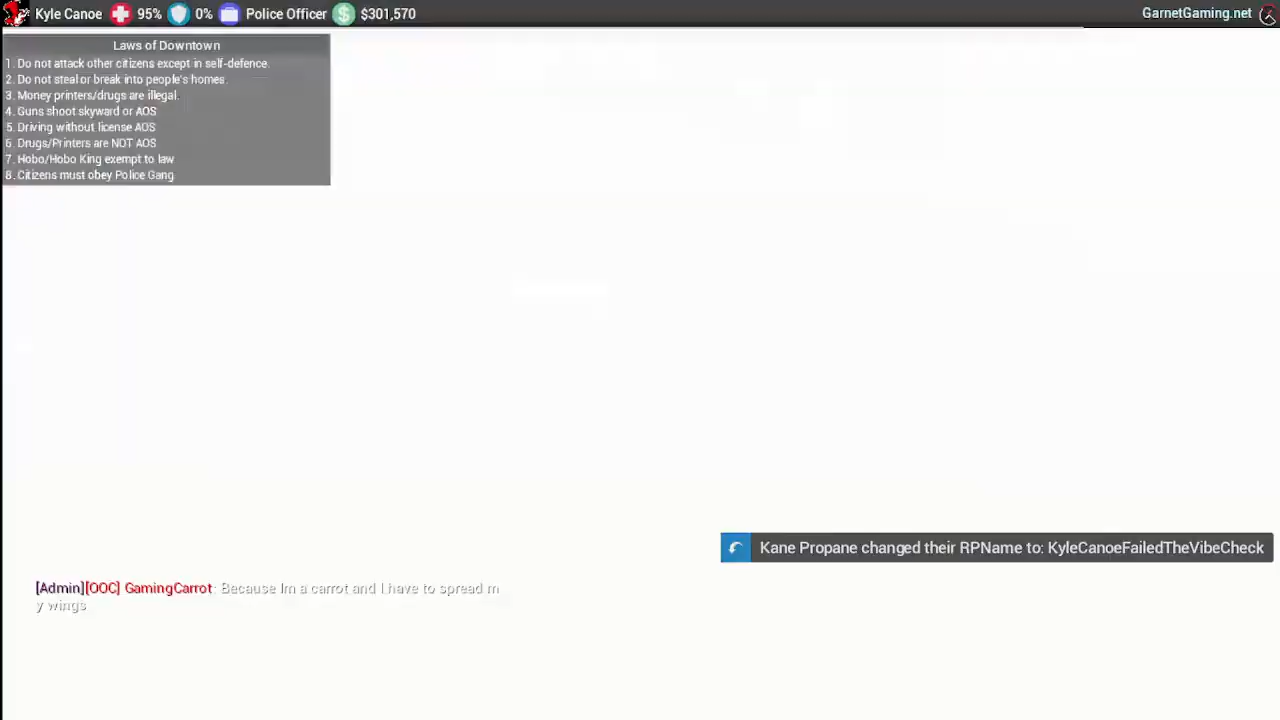 Kyle Canoe 95% 0% Police Officer $301,570 GarnetGaming.net
Laws of Downtown
1. Do not attack other citizens except in self-defence.
2. Do not steal or break into people's homes.
3. Money printers/drugs are illegal.
4. Guns shoot skyward or AOS
5. Driving without license AOS
6. Drugs/Printers are NOT AOS
7. Hobo/Hobo King exempt to law
8. Citizens must obey Police Gang
Kane Propane changed their RPName to: KyleCanoeFailedTheVibeCheck
[Admin][OOC] GamingCarrot: Because Im a carrot and I have to spread m
y wings